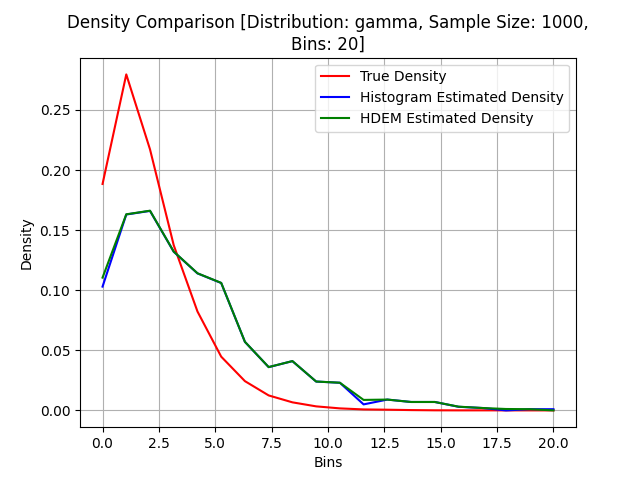 Density Comparison [Distribution: gamma, Sample Size: 1000,
Bins: 20]
True Density
Histogram Estimated Density
HDEM Estimated Density
Density
0.25
0.20
0.15
0.10
0.05
0.00
0.0 2.5 5.0 7.5 10.0 12.5 15.0 17.5 20.0
Bins